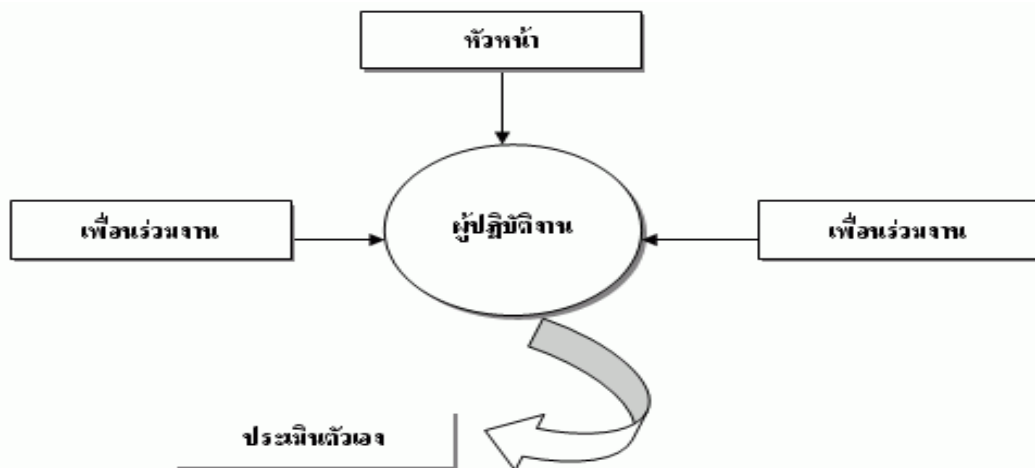 หัวหน้า
เพื่อนร่วมงาน
ผู้ปฏิบัติงาน
เพื่อนร่วมงาน
ประเมินตัวเอง